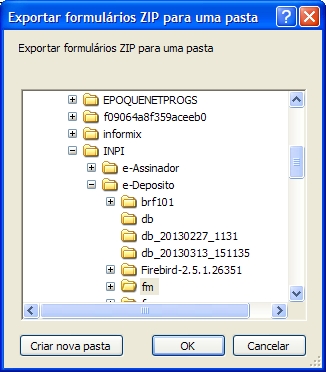 Exportar formulários ZIP para uma pasta
Exportar formulários ZIP para uma pasta
EPOQUENETPROGS
f09064a8f359aceeb0
informix
INPI
e-Assinador
e-Deposito
brf101
db
db_20130227_1131
db_20130313_151135
Firebird-2.5.1.26351
fm
Criar nova pasta
OK
Cancelar